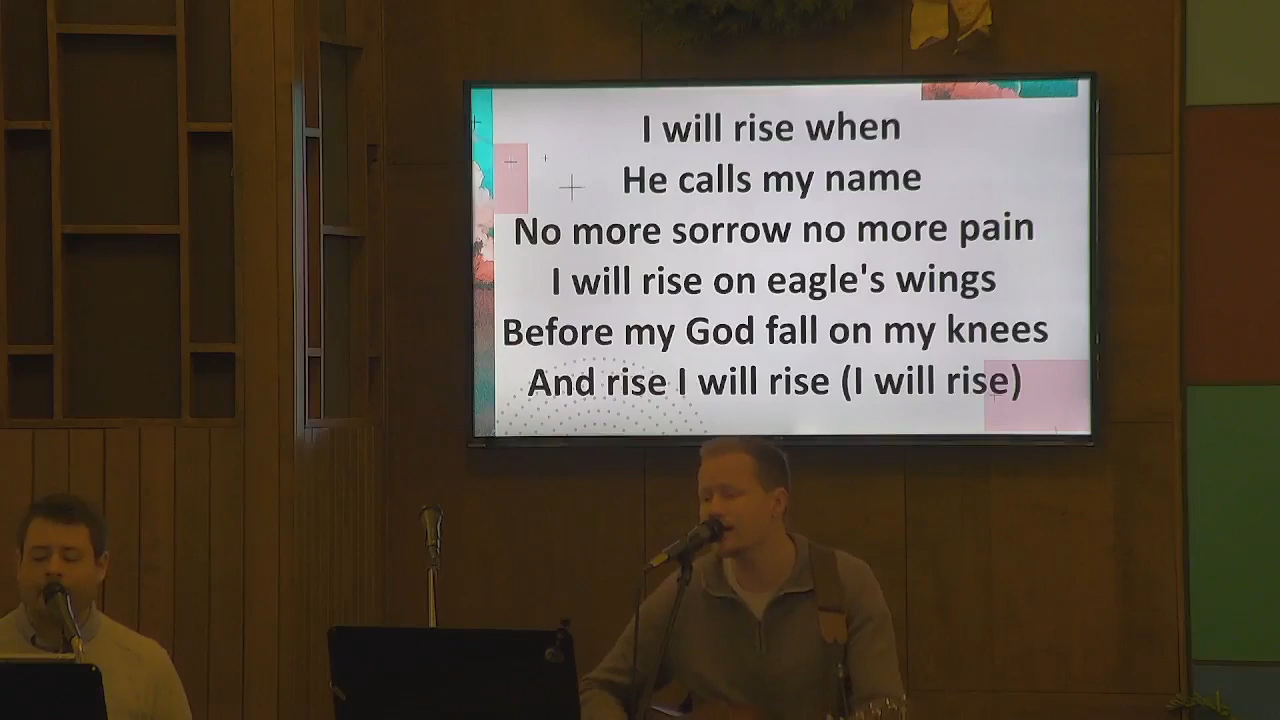 I will rise when
He calls my name
No more sorrow no more pain
I will rise on eagle's wings
Before my God fall on my knees
And rise I will rise (I will rise)